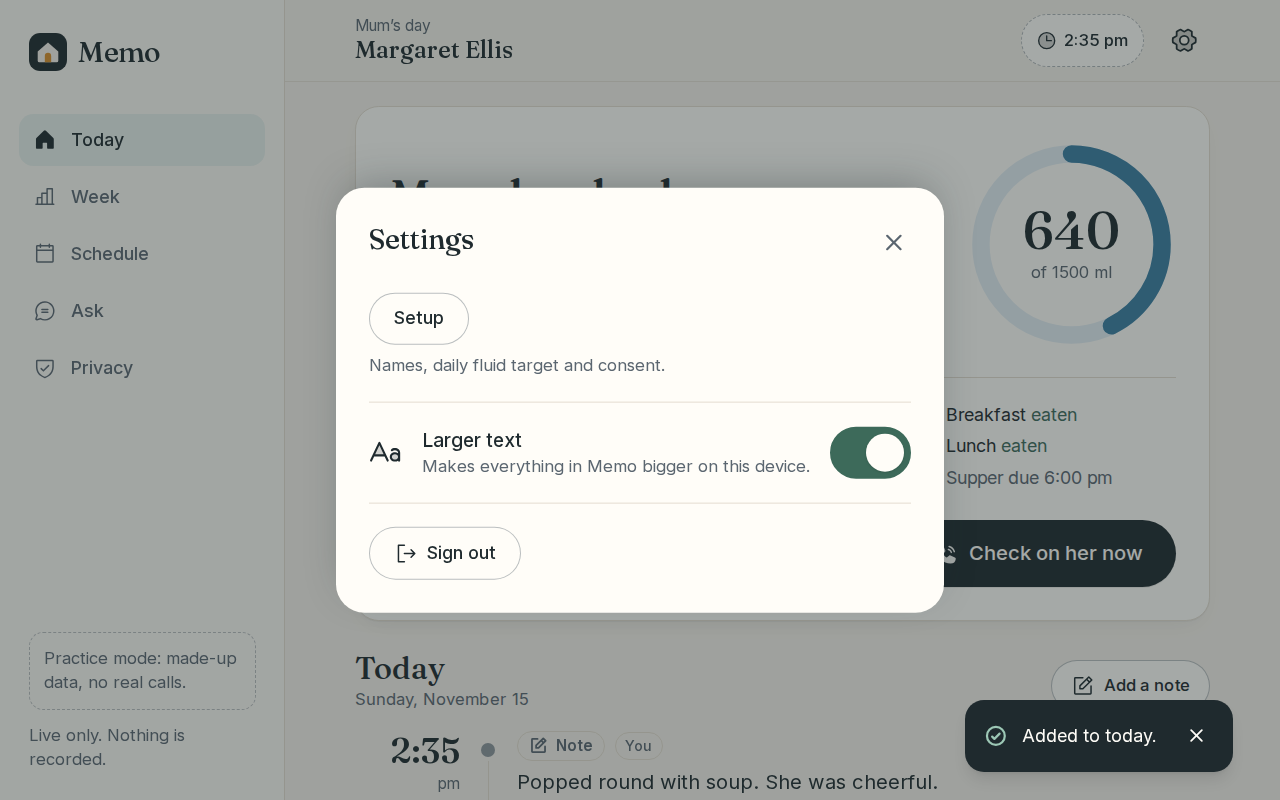 Memo
Today
Week
Schedule
Ask
Privacy
Practice mode: made-up
data, no real calls.
Live only. Nothing is
recorded.
Mum's day
Margaret Ellis
2:35 pm
640
of 1500 ml
Breakfast eaten
Lunch eaten
Supper due 6:00 pm
Check on her now
Settings
Setup
Names, daily fluid target and consent.
Aa
Larger text
Makes everything in Memo bigger on this device.
Sign out
Today
Sunday, November 15
Add a note
2:35
pm
Note
You
Popped round with soup. She was cheerful.
Added to today.